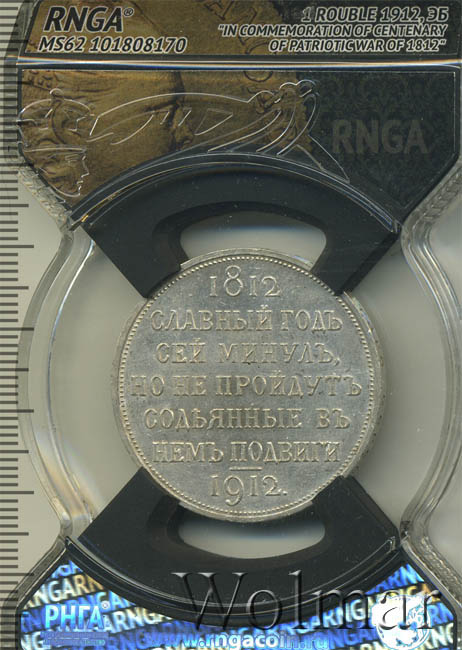 RNGA®
MS62 101808170
1 ROUBLE 1912, ЭБ
"IN COMMEMORATION OF CENTENARY
OF PATRIOTIC WAR OF 1812"
RNGA
1812
СЛАВНЫЙ ГОДЪ
СЕЙ МИНУЛЪ,
НО НЕ ПРОЙДУТЪ
СОДѢЯННЫЕ ВЪ
НЕМЪ ПОДВИГИ
1912.
РНГА®
Wolmar
www.rngacoin.ru